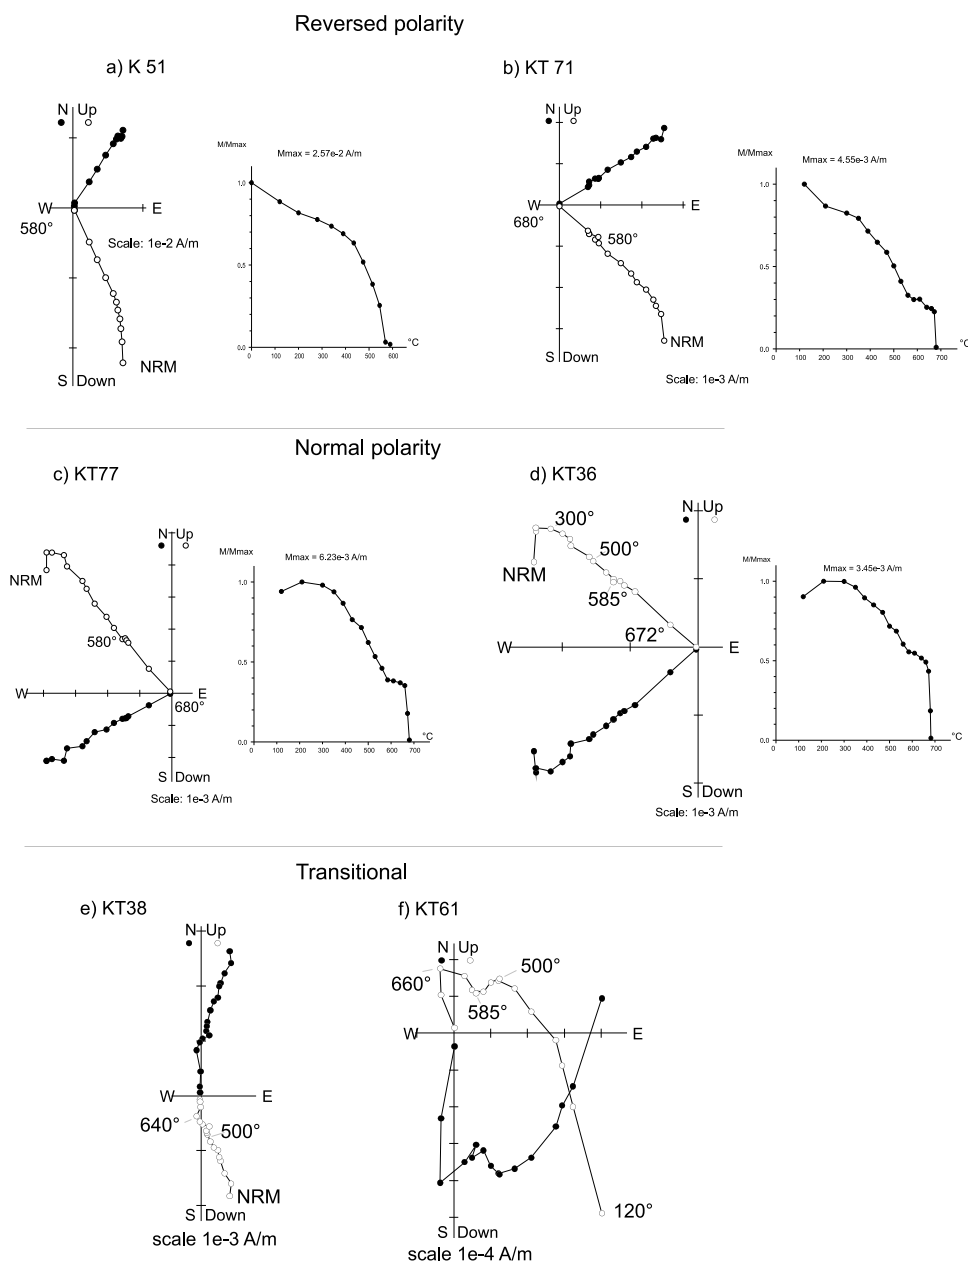 Reversed polarity
a) K 51
N Up
M/Mmax
Mmax = 2.57e-2 A/m
1.0
0.5
0.0
0 100 200 300 400 500 600
°C
W E
580°
Scale: 1e-2 A/m
NRM
S Down
b) KT 71
N Up
M/Mmax
Mmax = 4.55e-3 A/m
1.0
0.5
0.0
0 100 200 300 400 500 600 700
°C
W E
680°
580°
NRM
S Down
Scale: 1e-3 A/m
Normal polarity
c) KT77
N Up
M/Mmax
Mmax = 6.23e-3 A/m
1.0
0.5
0.0
0 100 200 300 400 500 600 700
°C
NRM
580°
W E
680°
S Down
Scale: 1e-3 A/m
d) KT36
N Up
M/Mmax
Mmax = 3.45e-3 A/m
1.0
0.5
0.0
0 100 200 300 400 500 600 700
°C
300°
500°
NRM
585°
672°
W E
S Down
Scale: 1e-3 A/m
Transitional
e) KT38
N Up
W E
640°
500°
NRM
S Down
scale 1e-3 A/m
f) KT61
N Up
660°
500°
585°
W E
120°
S Down
scale 1e-4 A/m